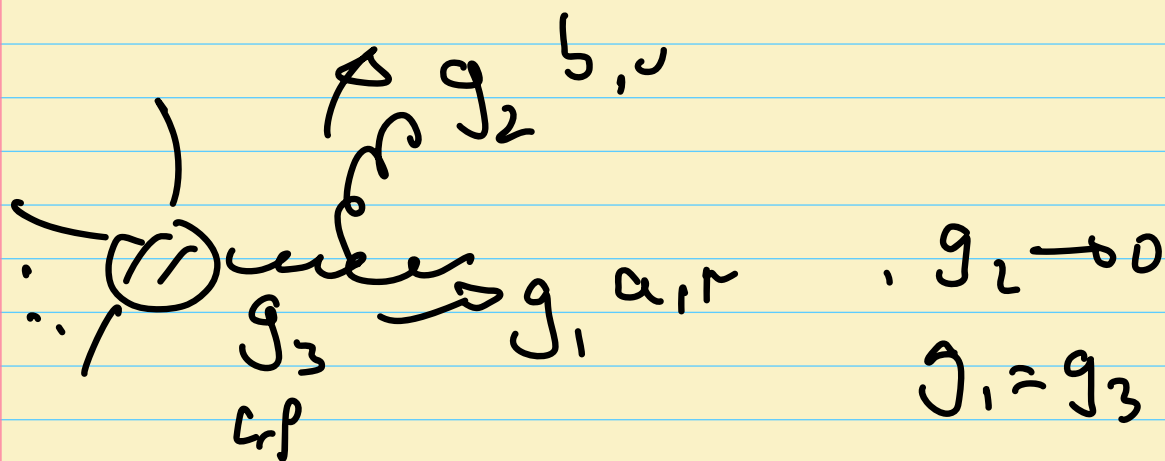 g₂ b, ν
g₁ a, μ
, g₂ → 0
g₃
g₁ = g₃
c, ρ